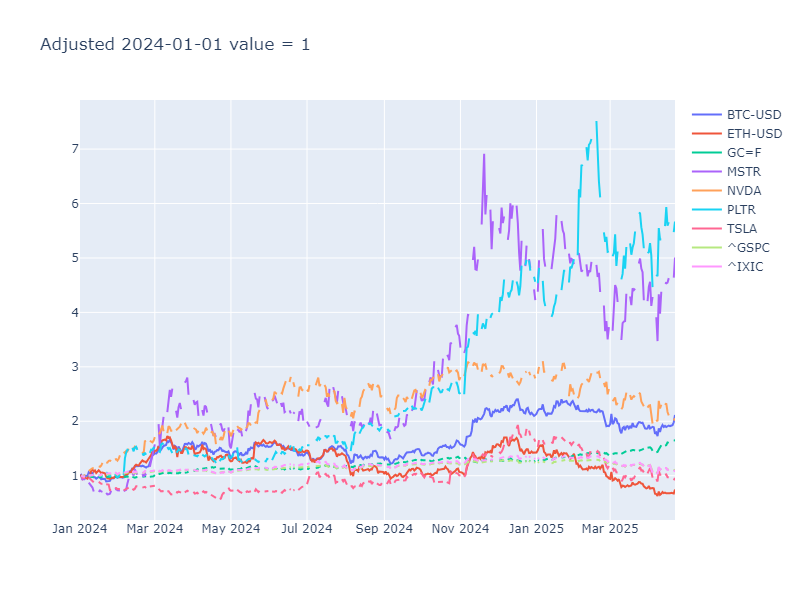 Adjusted 2024-01-01 value = 1
BTC-USD
ETH-USD
GC=F
MSTR
NVDA
PLTR
TSLA
^GSPC
^IXIC
7
6
5
4
3
2
1
Jan 2024 Mar 2024 May 2024 Jul 2024 Sep 2024 Nov 2024 Jan 2025 Mar 2025